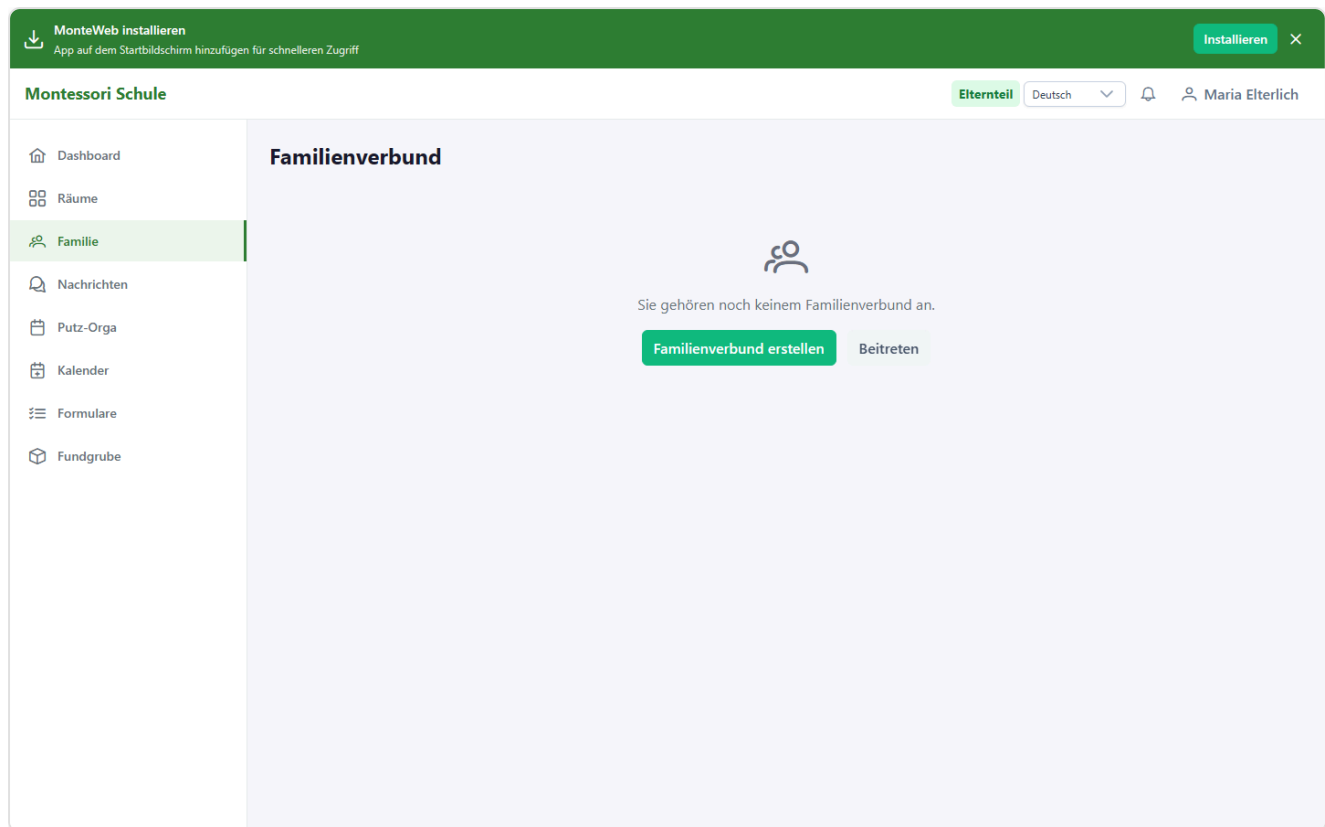 MonteWeb installieren
App auf dem Startbildschirm hinzufügen für schnelleren Zugriff
Installieren
Montessori Schule
Elternteil
Deutsch
Maria Elterlich
Dashboard
Räume
Familie
Nachrichten
Putz-Orga
Kalender
Formulare
Fundgrube
Familienverbund
Sie gehören noch keinem Familienverbund an.
Familienverbund erstellen
Beitreten